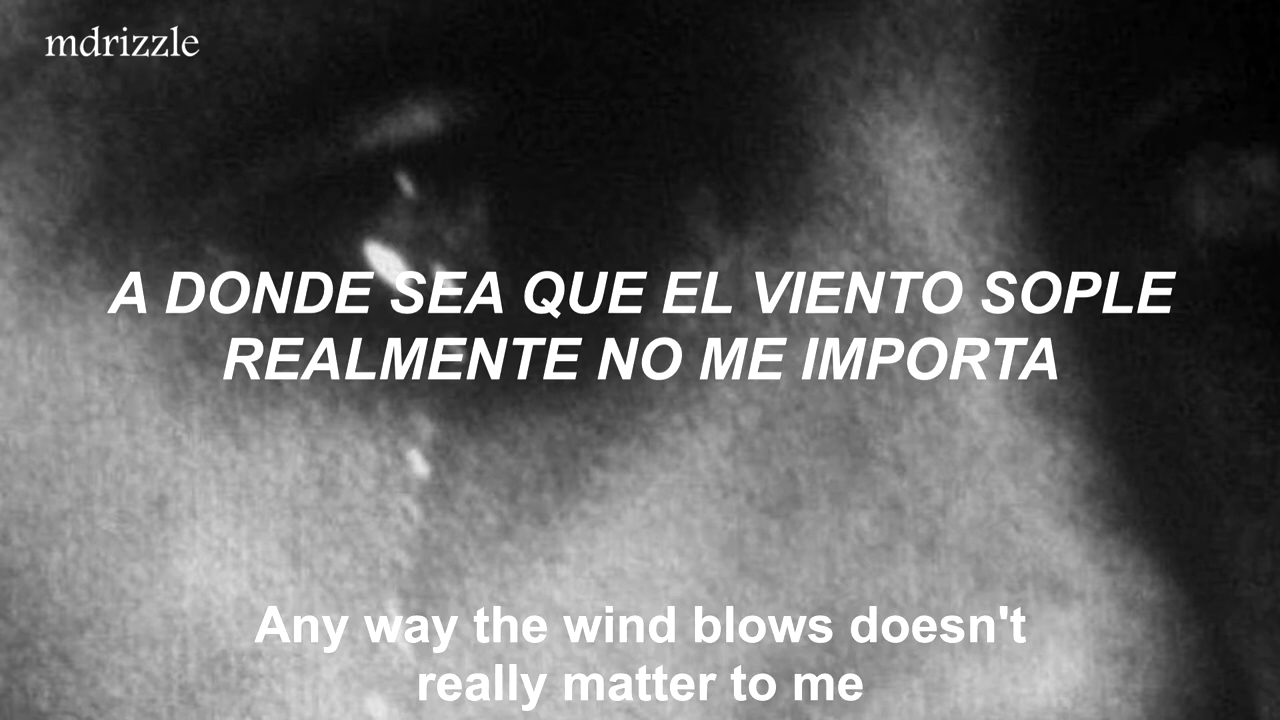 mdrizzle
A DONDE SEA QUE EL VIENTO SOPLE
REALMENTE NO ME IMPORTA
Any way the wind blows doesn't
really matter to me